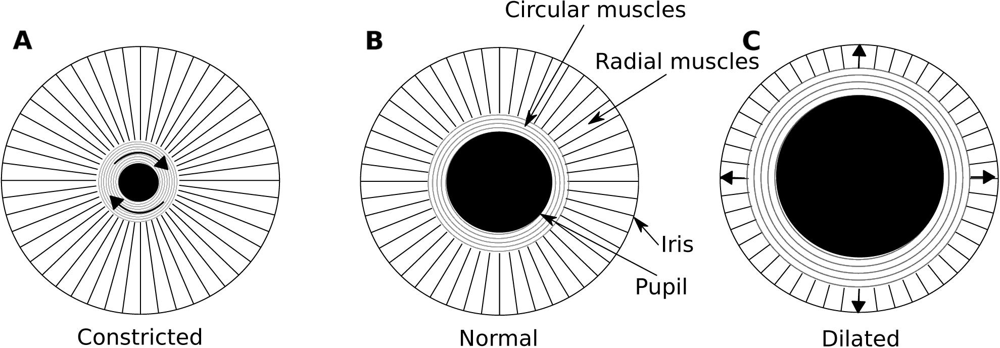 Circular muscles
A
B
C
Radial muscles
Iris
Pupil
Constricted
Normal
Dilated